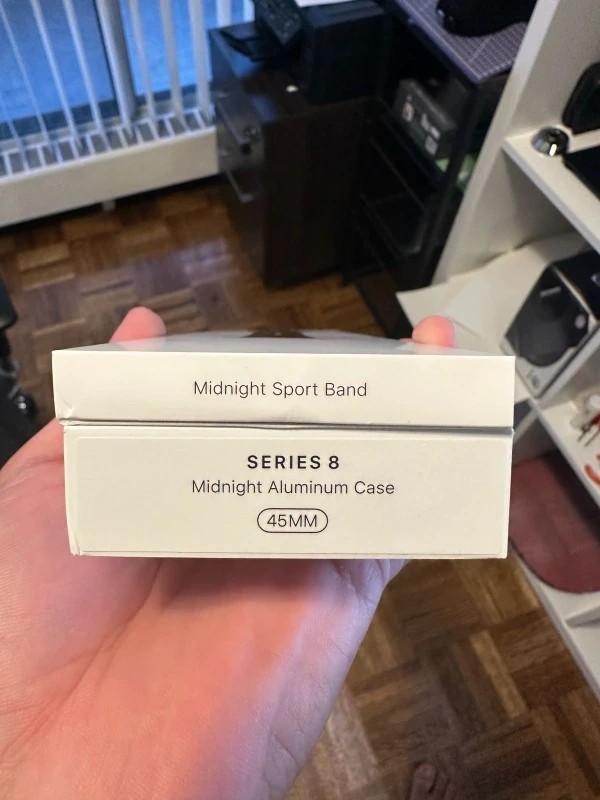 Midnight Sport Band
SERIES 8
Midnight Aluminum Case
45MM